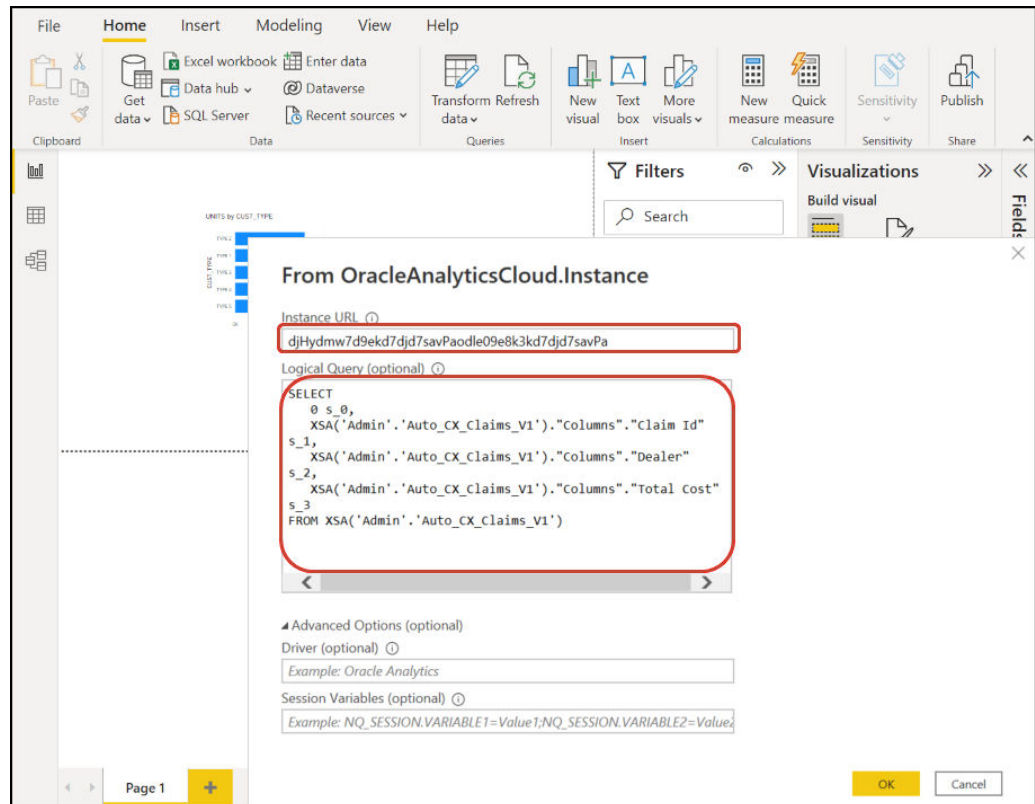 File Home Insert Modeling View Help
Excel workbook Enter data
Data hub Dataverse
SQL Server Recent sources
Paste
Get data
Transform data
Refresh
New visual
Text box
More visuals
New measure
Quick measure
Sensitivity
Publish
Clipboard Data Queries Insert Calculations Sensitivity Share
Filters
Search
Visualizations
Build visual
Fields
UNITS by CUST_TYPE
CUST_TYPE
From OracleAnalyticsCloud.Instance
Instance URL
djHydmw7d9ekd7djd7savPaodle09e8k3kd7djd7savPa
Logical Query (optional)
SELECT
0 s_0,
XSA('Admin'.'Auto_CX_Claims_V1')."Columns"."Claim Id"
s_1,
XSA('Admin'.'Auto_CX_Claims_V1')."Columns"."Dealer"
s_2,
XSA('Admin'.'Auto_CX_Claims_V1')."Columns"."Total Cost"
s_3
FROM XSA('Admin'.'Auto_CX_Claims_V1')
Advanced Options (optional)
Driver (optional)
Example: Oracle Analytics
Session Variables (optional)
Example: NQ_SESSION.VARIABLE1=Value1;NQ_SESSION.VARIABLE2=Value2
OK Cancel
Page 1